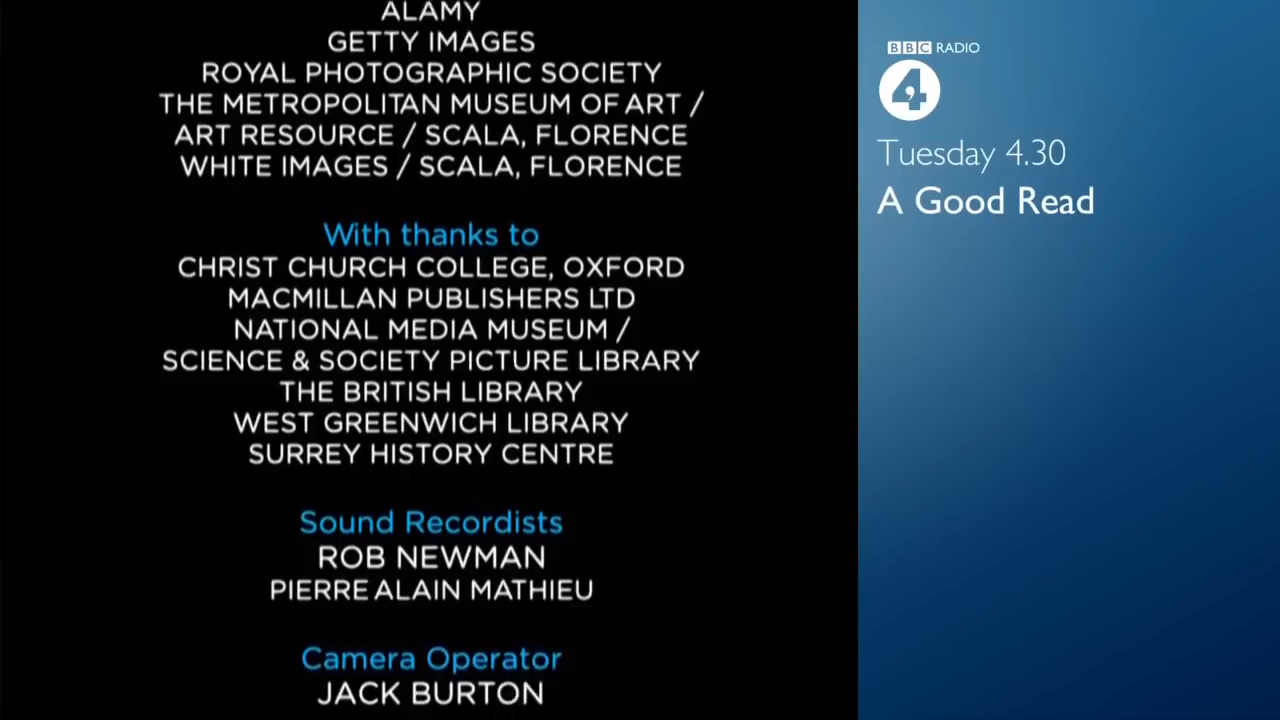 ALAMY
GETTY IMAGES
ROYAL PHOTOGRAPHIC SOCIETY
THE METROPOLITAN MUSEUM OF ART /
ART RESOURCE / SCALA, FLORENCE
WHITE IMAGES / SCALA, FLORENCE
With thanks to
CHRIST CHURCH COLLEGE, OXFORD
MACMILLAN PUBLISHERS LTD
NATIONAL MEDIA MUSEUM /
SCIENCE & SOCIETY PICTURE LIBRARY
THE BRITISH LIBRARY
WEST GREENWICH LIBRARY
SURREY HISTORY CENTRE
Sound Recordists
ROB NEWMAN
PIERRE ALAIN MATHIEU
Camera Operator
JACK BURTON
BBC RADIO
4
Tuesday 4.30
A Good Read